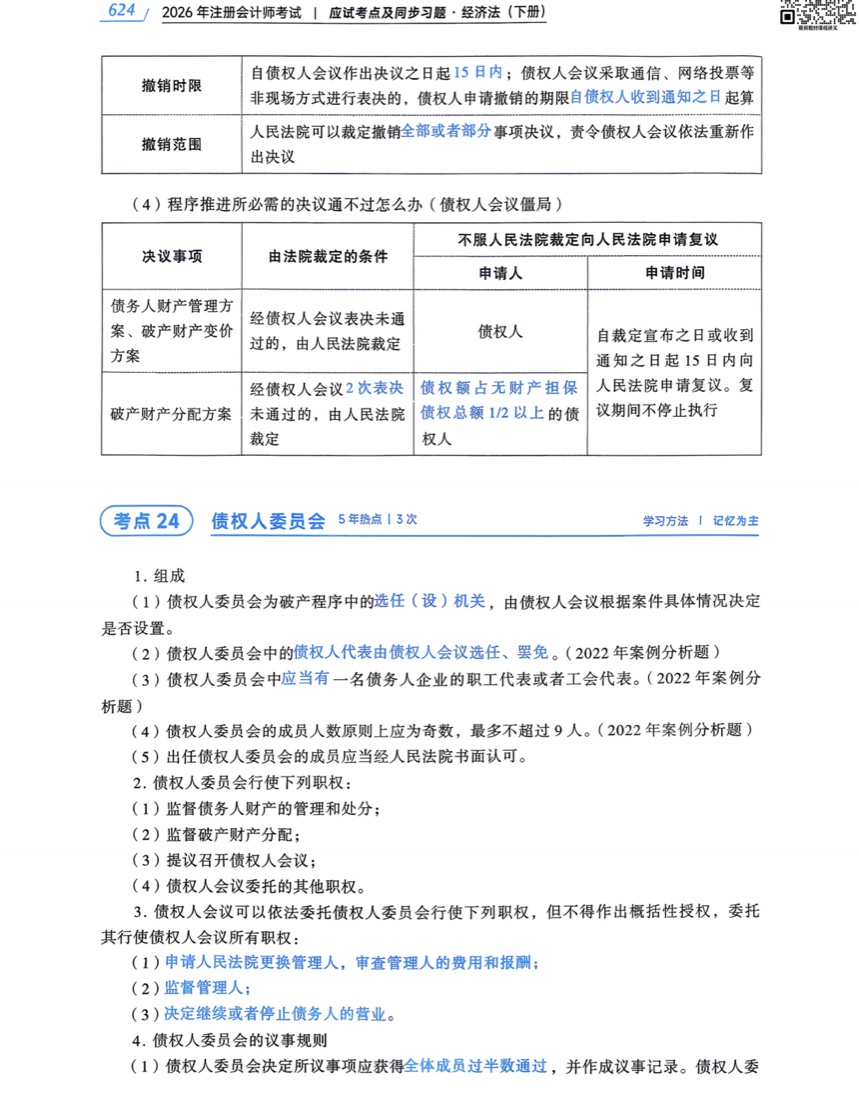 624 2026年注册会计师考试 | 应试考点及同步习题·经济法（下册）
撤销时限
自债权人会议作出决议之日起15日内；债权人会议采取通信、网络投票等
非现场方式进行表决的，债权人申请撤销的期限自债权人收到通知之日起算
撤销范围
人民法院可以裁定撤销全部或者部分事项决议，责令债权人会议依法重新作
出决议
（4）程序推进所必需的决议通不过怎么办（债权人会议僵局）
决议事项
由法院裁定的条件
不服人民法院裁定向人民法院申请复议
申请人
申请时间
债务人财产管理方
案、破产财产变价
方案
经债权人会议表决未通
过的，由人民法院裁定
债权人
自裁定宣布之日或收到
通知之日起15日内向
人民法院申请复议。复
议期间不停止执行
破产财产分配方案
经债权人会议2次表决
未通过的，由人民法院
裁定
债权额占无财产担保
债权总额1/2以上的债
权人
考点24 债权人委员会 5年热点 | 3次 学习方法 | 记忆为主
1. 组成
（1）债权人委员会为破产程序中的选任（设）机关，由债权人会议根据案件具体情况决定
是否设置。
（2）债权人委员会中的债权人代表由债权人会议选任、罢免。（2022年案例分析题）
（3）债权人委员会中应当有一名债务人企业的职工代表或者工会代表。（2022年案例分
析题）
（4）债权人委员会的成员人数原则上应为奇数，最多不超过9人。（2022年案例分析题）
（5）出任债权人委员会的成员应当经人民法院书面认可。
2. 债权人委员会行使下列职权：
（1）监督债务人财产的管理和处分；
（2）监督破产财产分配；
（3）提议召开债权人会议；
（4）债权人会议委托的其他职权。
3. 债权人会议可以依法委托债权人委员会行使下列职权，但不得作出概括性授权，委托
其行使债权人会议所有职权：
（1）申请人民法院更换管理人，审查管理人的费用和报酬；
（2）监督管理人；
（3）决定继续或者停止债务人的营业。
4. 债权人委员会的议事规则
（1）债权人委员会决定所议事项应获得全体成员过半数通过，并作成议事记录。债权人委